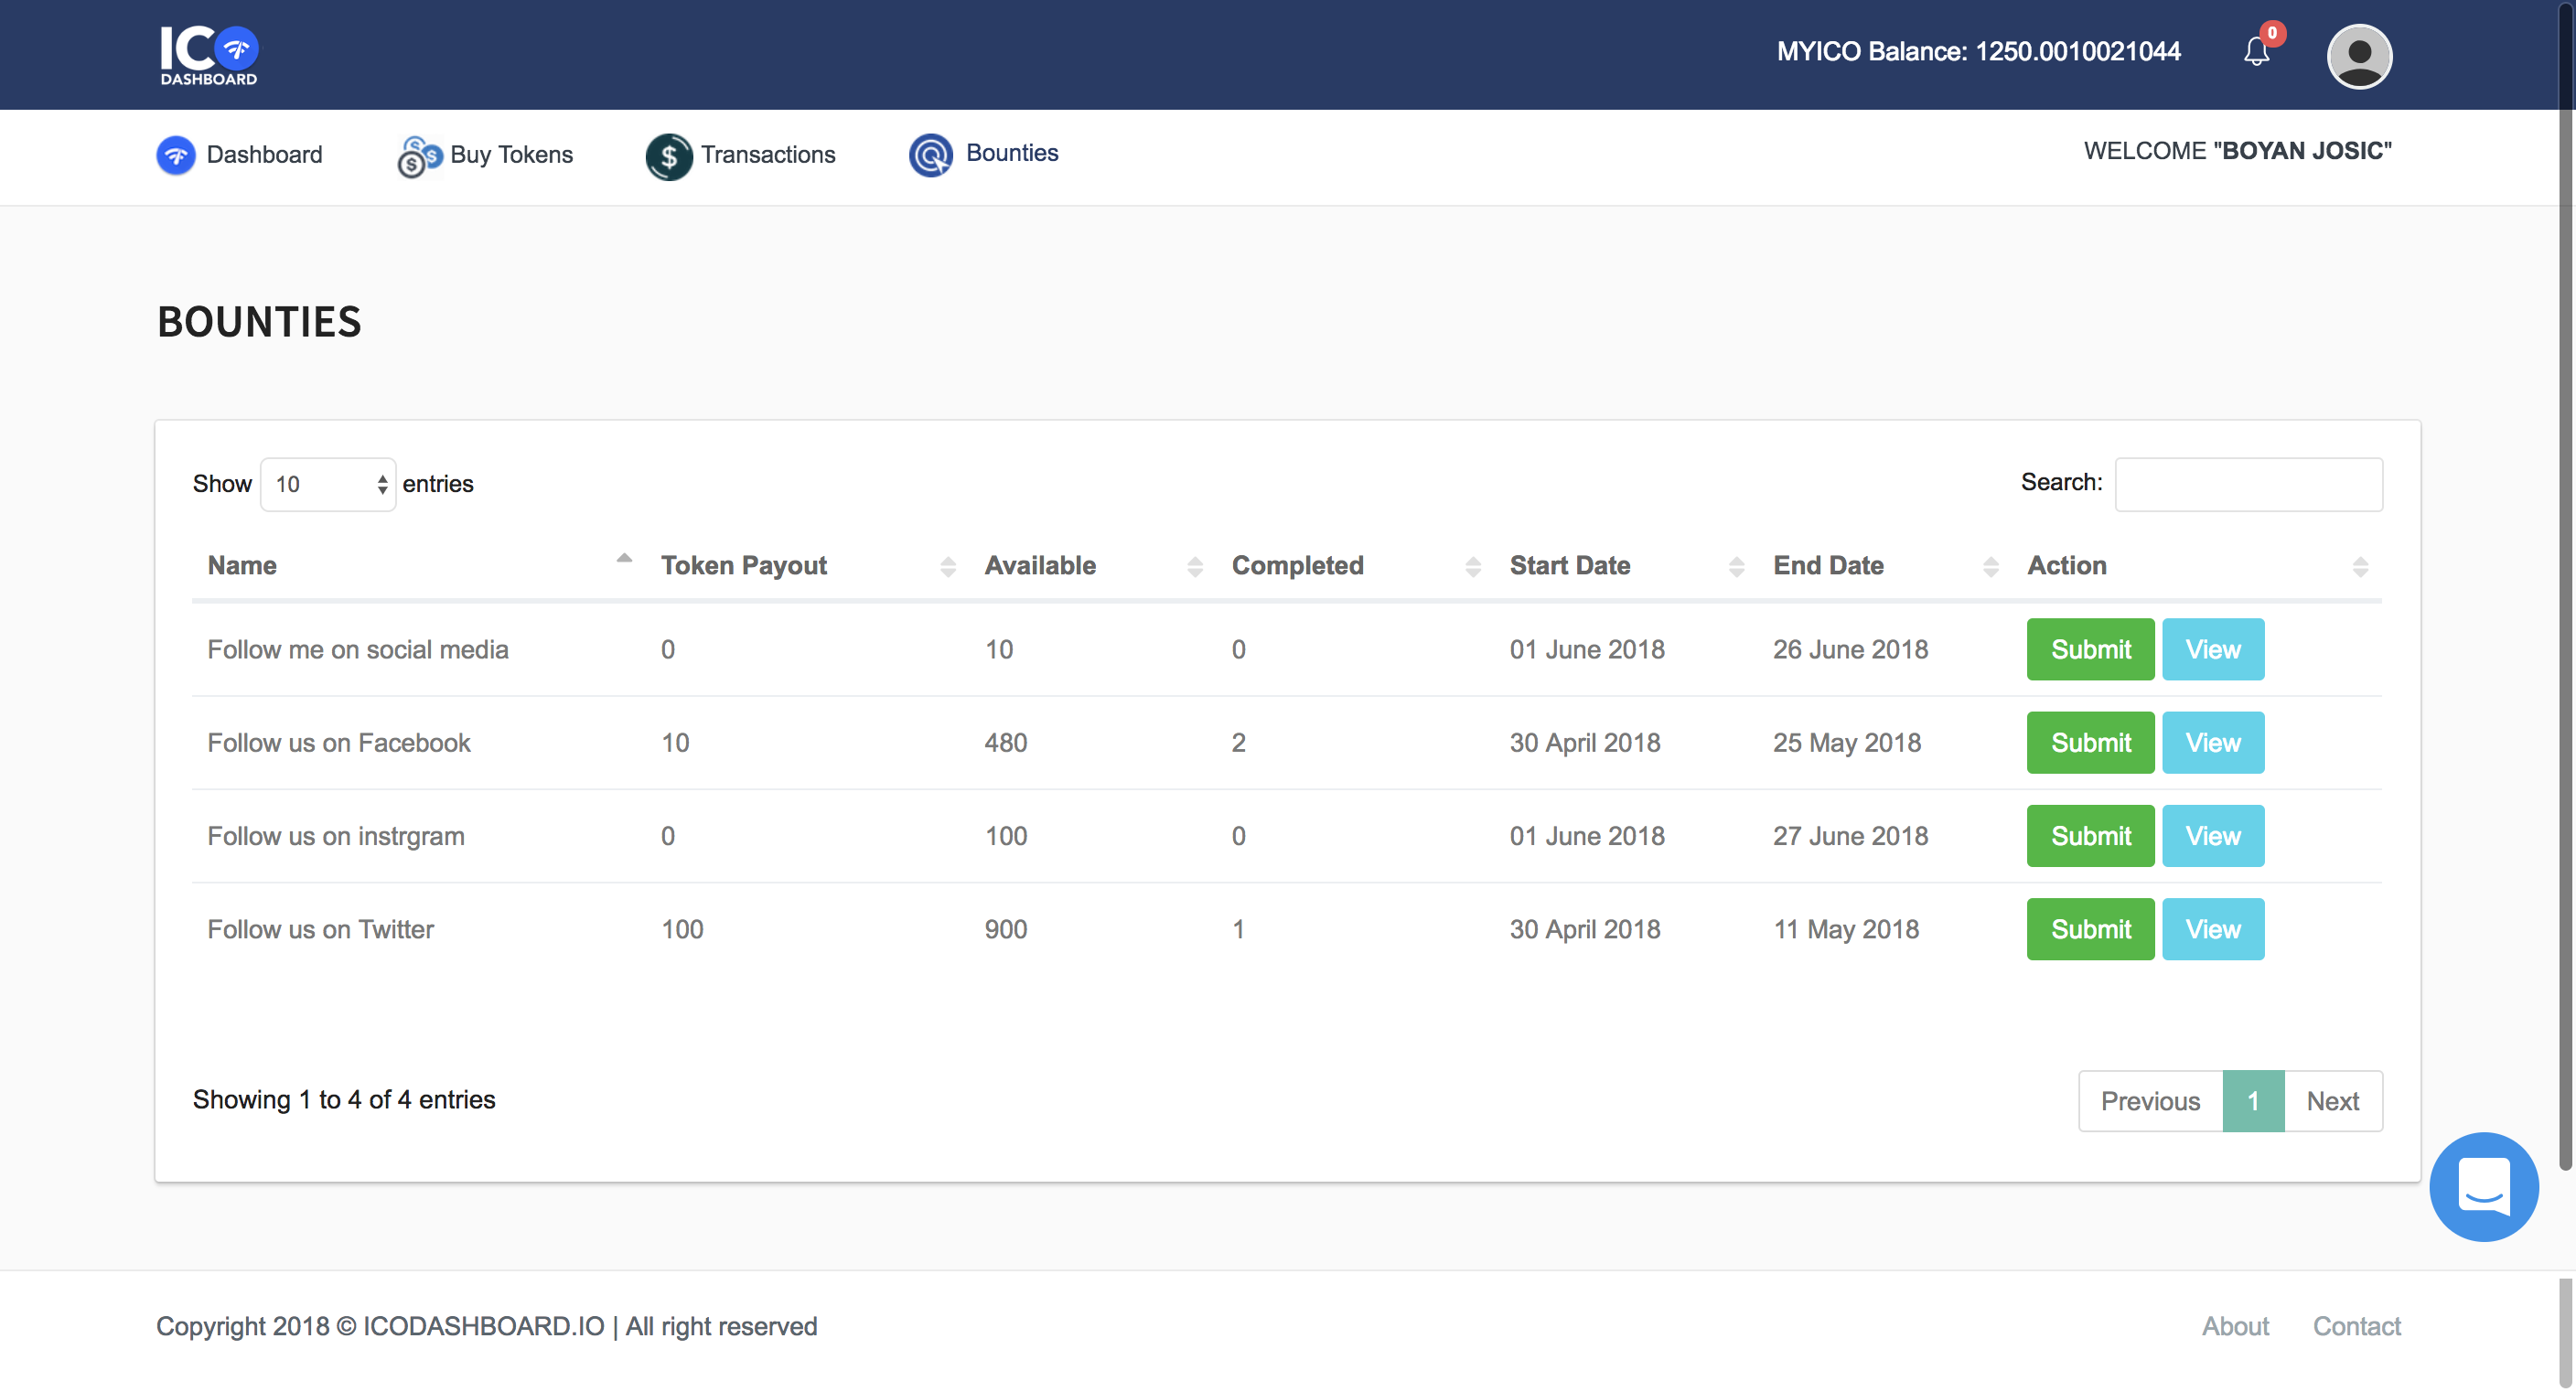 ICO
DASHBOARD
MYICO Balance: 1250.0010021044
0
Dashboard
Buy Tokens
Transactions
Bounties
WELCOME "BOYAN JOSIC"
BOUNTIES
Show 10 entries
Search:
Name Token Payout Available Completed Start Date End Date Action
Follow me on social media 0 10 0 01 June 2018 26 June 2018 Submit View
Follow us on Facebook 10 480 2 30 April 2018 25 May 2018 Submit View
Follow us on instrgram 0 100 0 01 June 2018 27 June 2018 Submit View
Follow us on Twitter 100 900 1 30 April 2018 11 May 2018 Submit View
Showing 1 to 4 of 4 entries
Previous 1 Next
Copyright 2018 © ICODASHBOARD.IO | All right reserved
About Contact